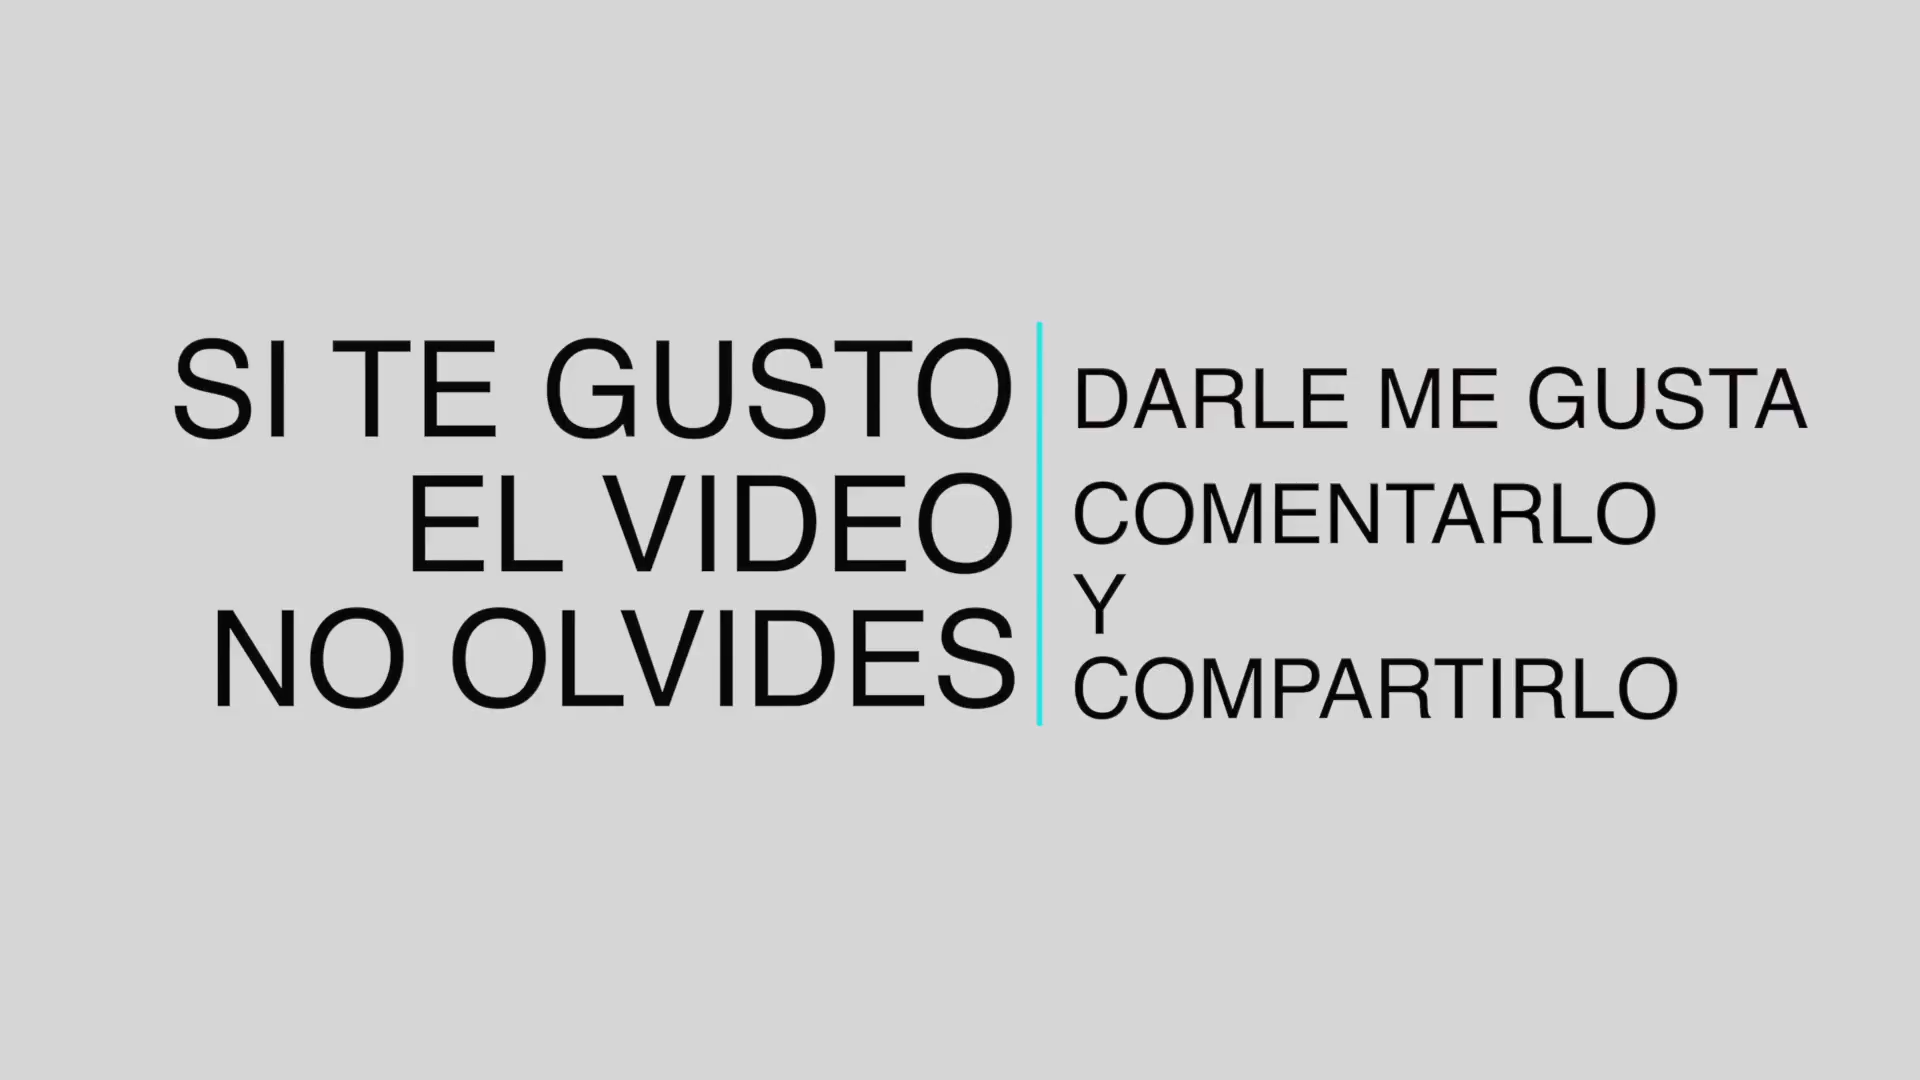 SI TE GUSTO
EL VIDEO
NO OLVIDES
DARLE ME GUSTA
COMENTARLO
Y
COMPARTIRLO